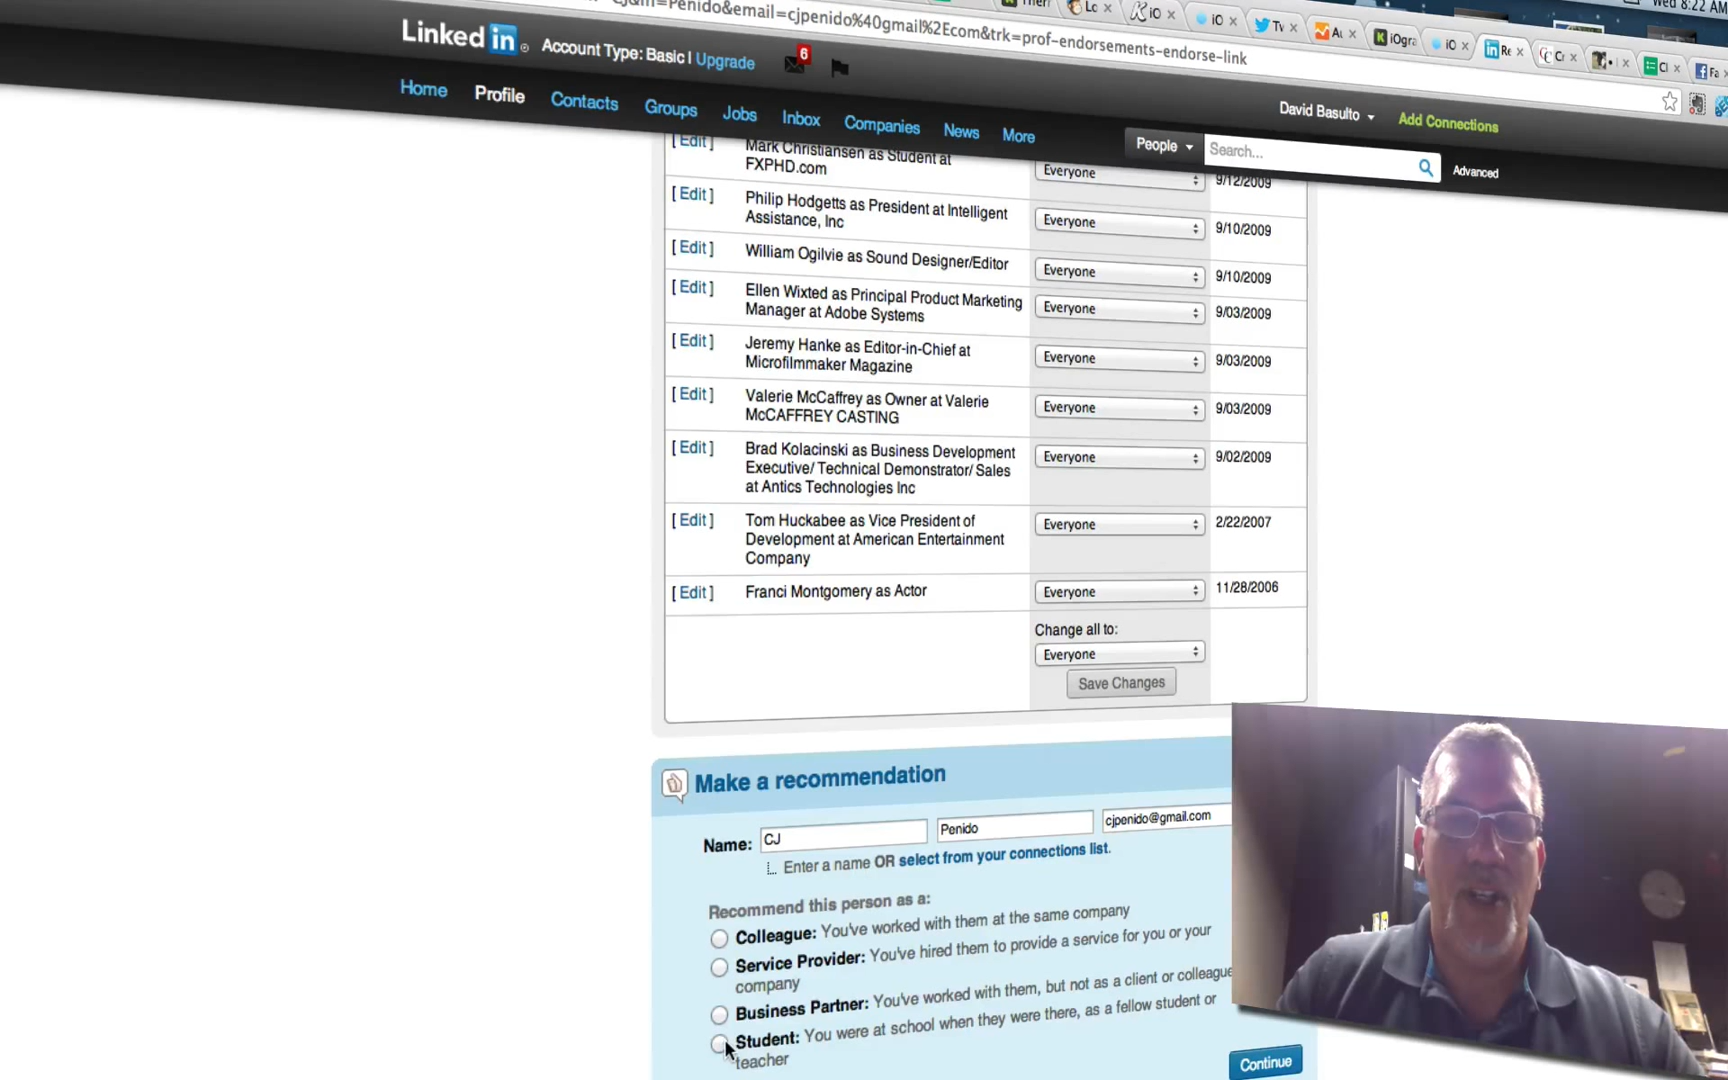 Wed 8:22 AM
Penido&email=cjpenido%40gmail%2Ecom&trk=prof-endorsements-endorse-link
Lo
iO
iO
Tw
iOgra
iO
Re
Linked in
Account Type: Basic | Upgrade
6
Home
Profile
Contacts
Groups
Jobs
Inbox
Companies
News
More
David Basulto
Add Connections
People
Search...
Advanced
[ Edit ]
Mark Christiansen as Student at
FXPHD.com
Everyone
9/12/2009
[ Edit ]
Philip Hodgetts as President at Intelligent
Assistance, Inc
Everyone
9/10/2009
[ Edit ]
William Ogilvie as Sound Designer/Editor
Everyone
9/10/2009
[ Edit ]
Ellen Wixted as Principal Product Marketing
Manager at Adobe Systems
Everyone
9/03/2009
[ Edit ]
Jeremy Hanke as Editor-in-Chief at
Microfilmmaker Magazine
Everyone
9/03/2009
[ Edit ]
Valerie McCaffrey as Owner at Valerie
McCAFFREY CASTING
Everyone
9/03/2009
[ Edit ]
Brad Kolacinski as Business Development
Executive/ Technical Demonstrator/ Sales
at Antics Technologies Inc
Everyone
9/02/2009
[ Edit ]
Tom Huckabee as Vice President of
Development at American Entertainment
Company
Everyone
2/22/2007
[ Edit ]
Franci Montgomery as Actor
Everyone
11/28/2006
Change all to:
Everyone
Save Changes
Make a recommendation
Name:
CJ
Penido
cjpenido@gmail.com
Enter a name OR select from your connections list.
Recommend this person as a:
Colleague: You've worked with them at the same company
Service Provider: You've hired them to provide a service for you or your
company
Business Partner: You've worked with them, but not as a client or colleague
Student: You were at school when they were there, as a fellow student or
teacher
Continue